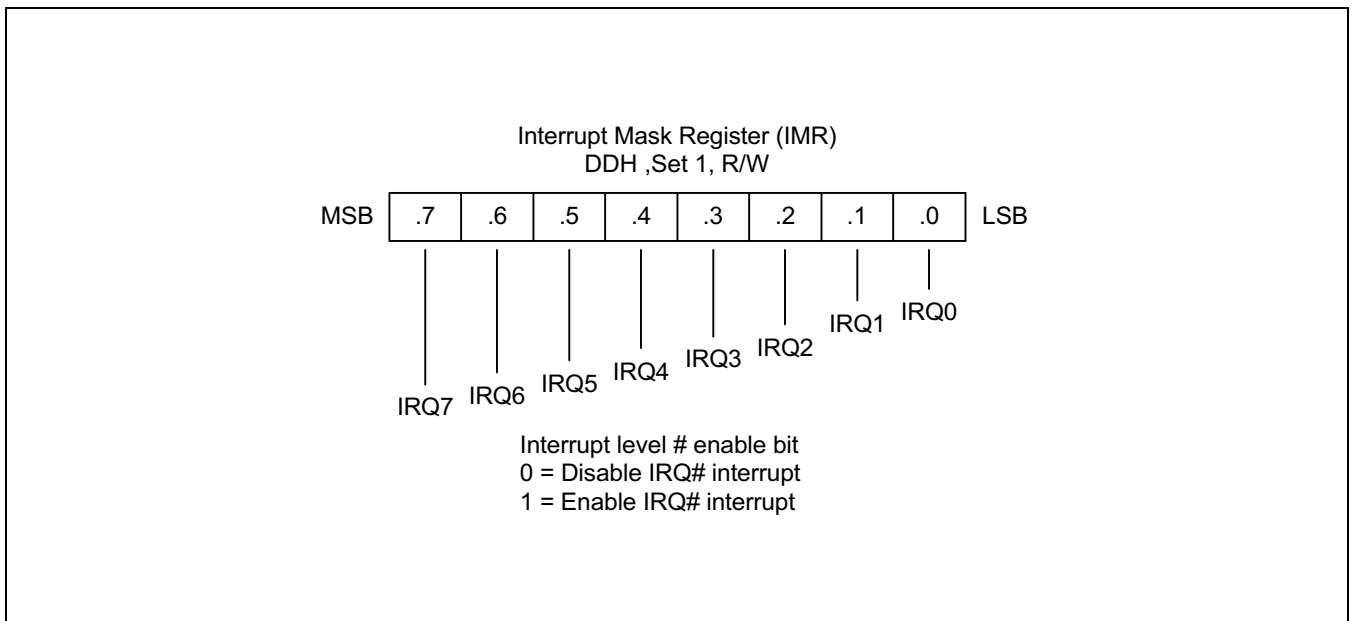 Interrupt Mask Register (IMR)
DDH ,Set 1, R/W
MSB .7 .6 .5 .4 .3 .2 .1 .0 LSB
IRQ7 IRQ6 IRQ5 IRQ4 IRQ3 IRQ2 IRQ1 IRQ0
Interrupt level # enable bit
0 = Disable IRQ# interrupt
1 = Enable IRQ# interrupt